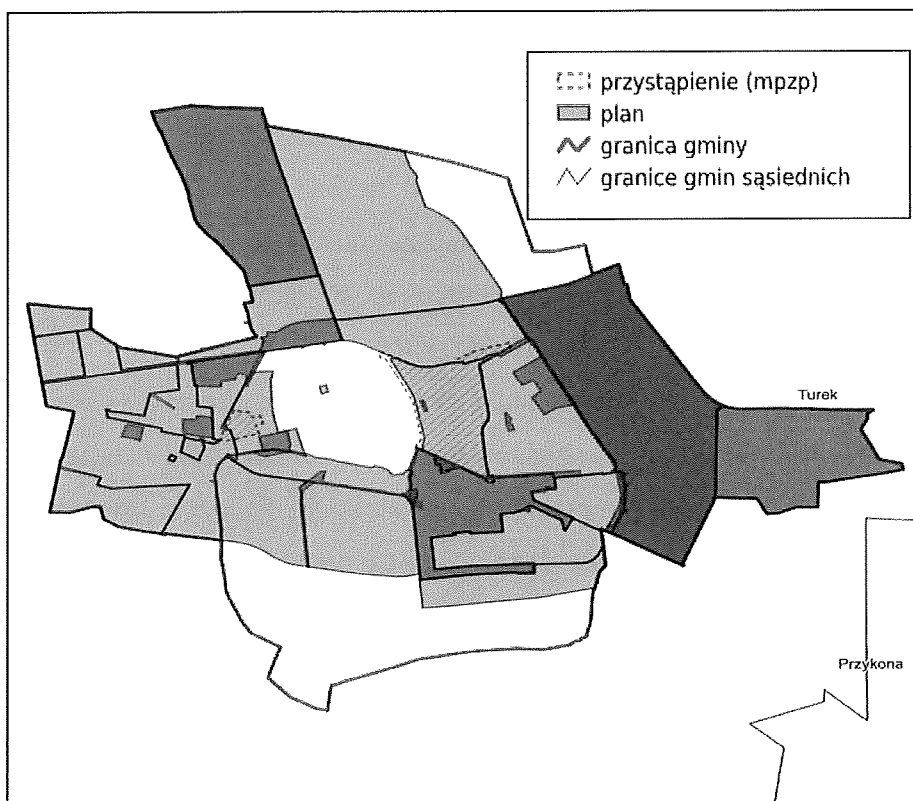 przystąpienie (mpzp)
plan
granica gminy
granice gmin sąsiednich
Turek
Przykona